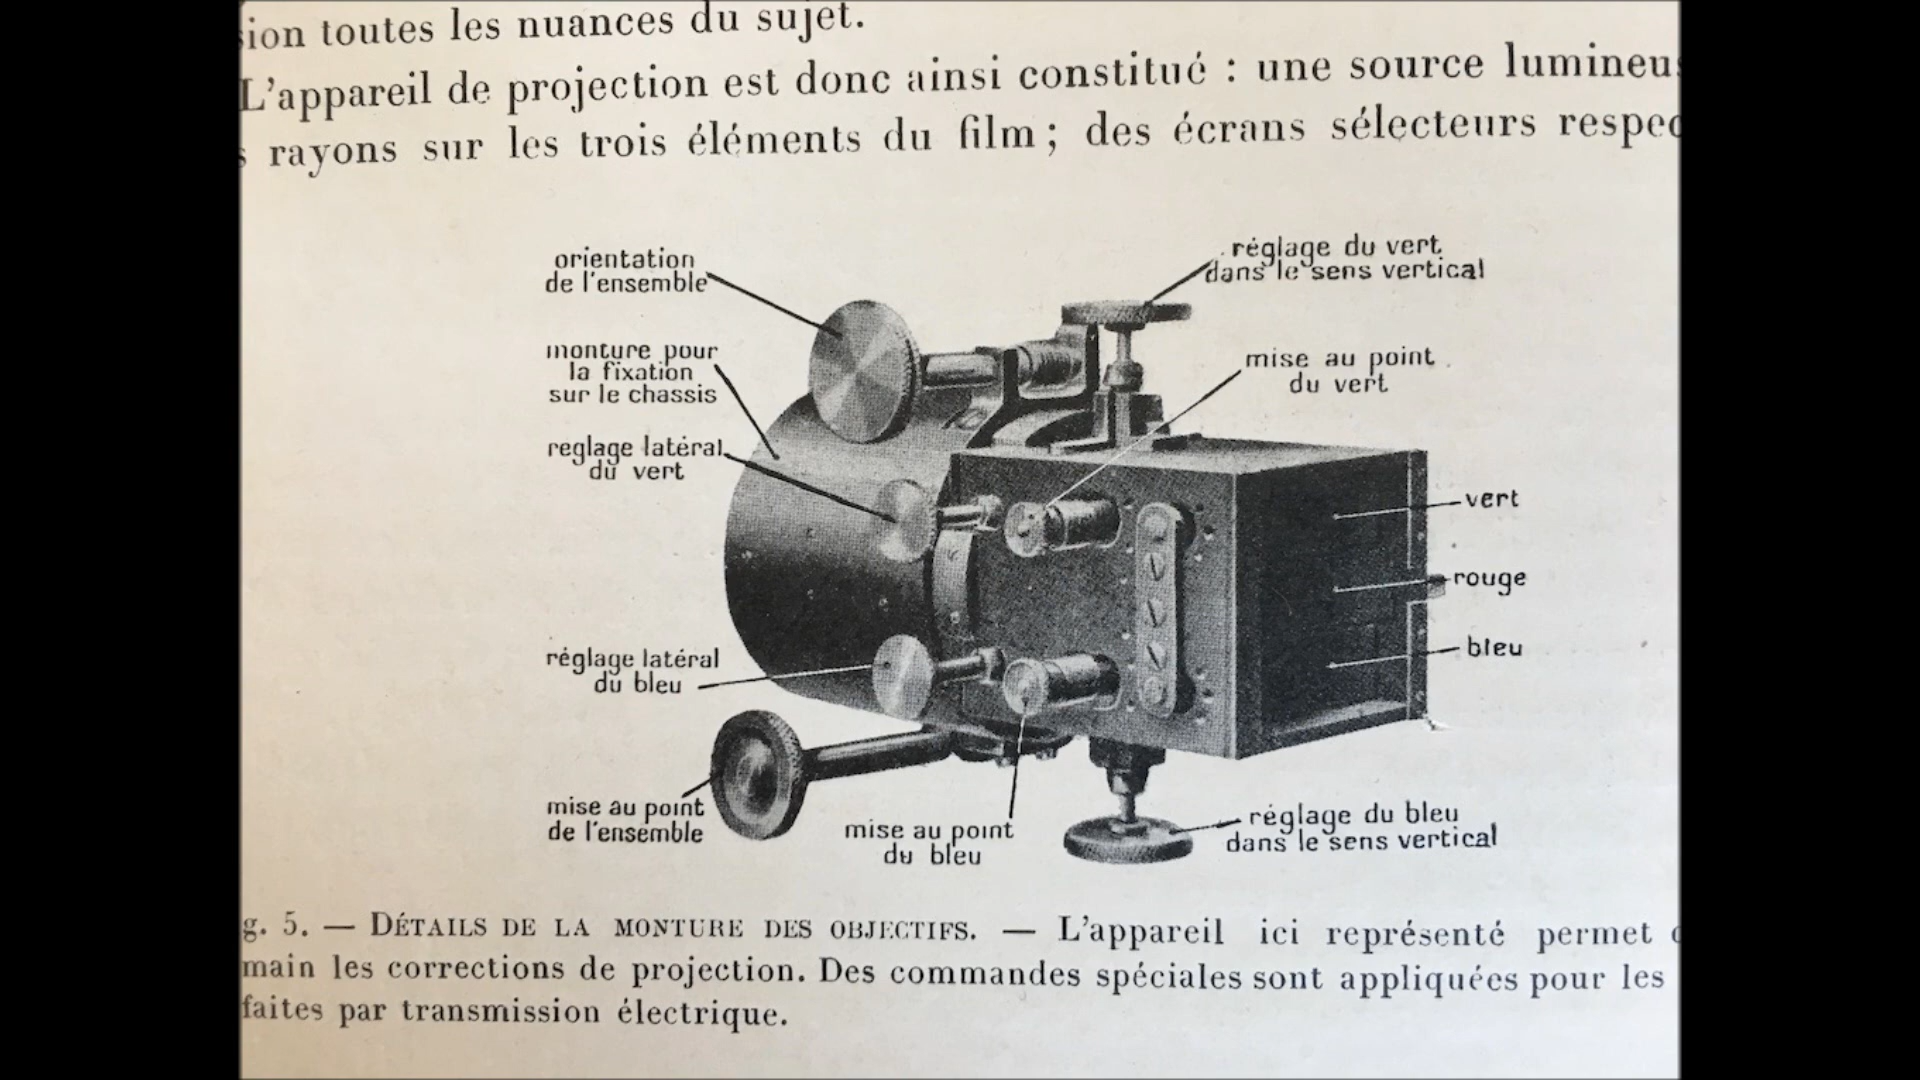 sion toutes les nuances du sujet.
L'appareil de projection est donc ainsi constitué : une source lumineus
s rayons sur les trois éléments du film ; des écrans sélecteurs respec
orientation
de l'ensemble
réglage du vert
dans le sens vertical
monture pour
la fixation
sur le chassis
mise au point
du vert
reglage latéral
du vert
vert
rouge
bleu
réglage latéral
du bleu
mise au point
de l'ensemble
mise au point
du bleu
réglage du bleu
dans le sens vertical
g. 5. — DÉTAILS DE LA MONTURE DES OBJECTIFS. — L'appareil ici représenté permet
main les corrections de projection. Des commandes spéciales sont appliquées pour les
faites par transmission électrique.